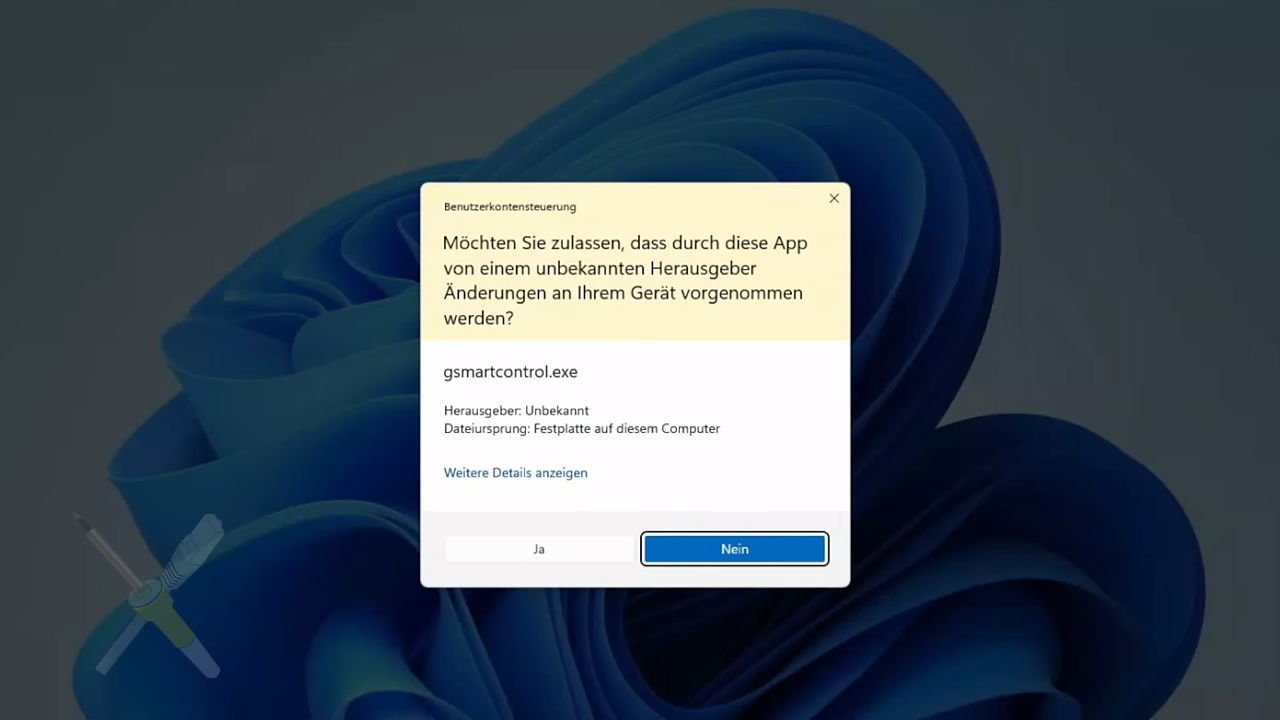 Benutzerkontensteuerung
Möchten Sie zulassen, dass durch diese App
von einem unbekannten Herausgeber
Änderungen an Ihrem Gerät vorgenommen
werden?
gsmartcontrol.exe
Herausgeber: Unbekannt
Dateiursprung: Festplatte auf diesem Computer
Weitere Details anzeigen
Ja
Nein